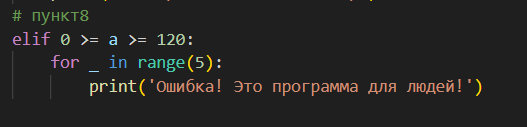 # пункт8
elif 0 >= a >= 120:
    for _ in range(5):
        print('Ошибка! Это программа для людей!')